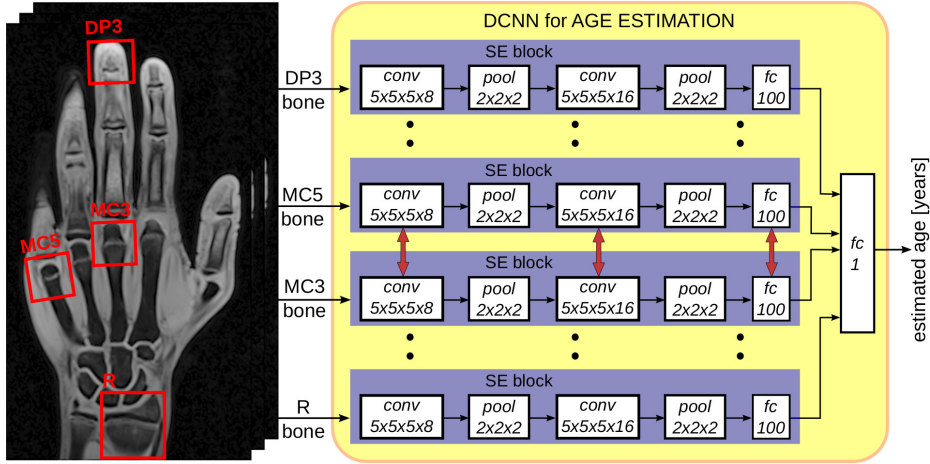 DP3
MC3
MC5
R
DCNN for AGE ESTIMATION
DP3
bone
SE block
conv
5x5x5x8
pool
2x2x2
conv
5x5x5x16
pool
2x2x2
fc
100
MC5
bone
SE block
conv
5x5x5x8
pool
2x2x2
conv
5x5x5x16
pool
2x2x2
fc
100
MC3
bone
SE block
conv
5x5x5x8
pool
2x2x2
conv
5x5x5x16
pool
2x2x2
fc
100
R
bone
SE block
conv
5x5x5x8
pool
2x2x2
conv
5x5x5x16
pool
2x2x2
fc
100
fc
1
estimated age [years]